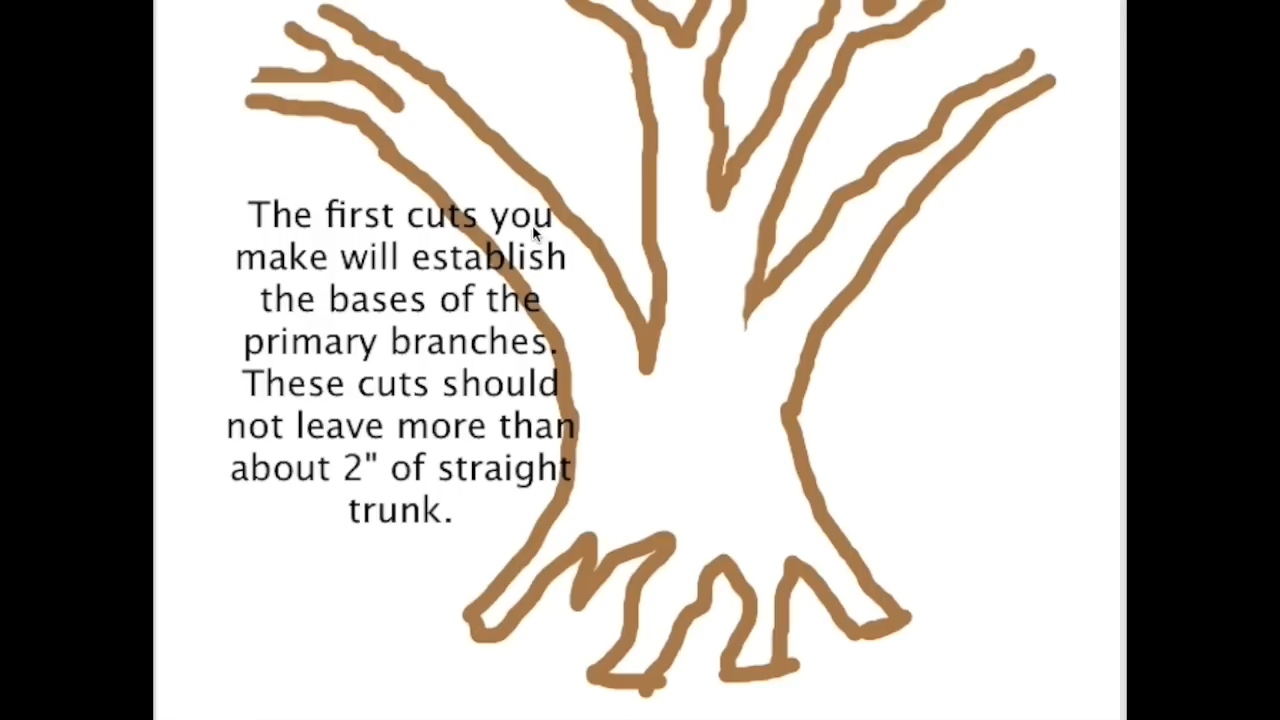 The first cuts you
make will establish
the bases of the
primary branches.
These cuts should
not leave more than
about 2" of straight
trunk.